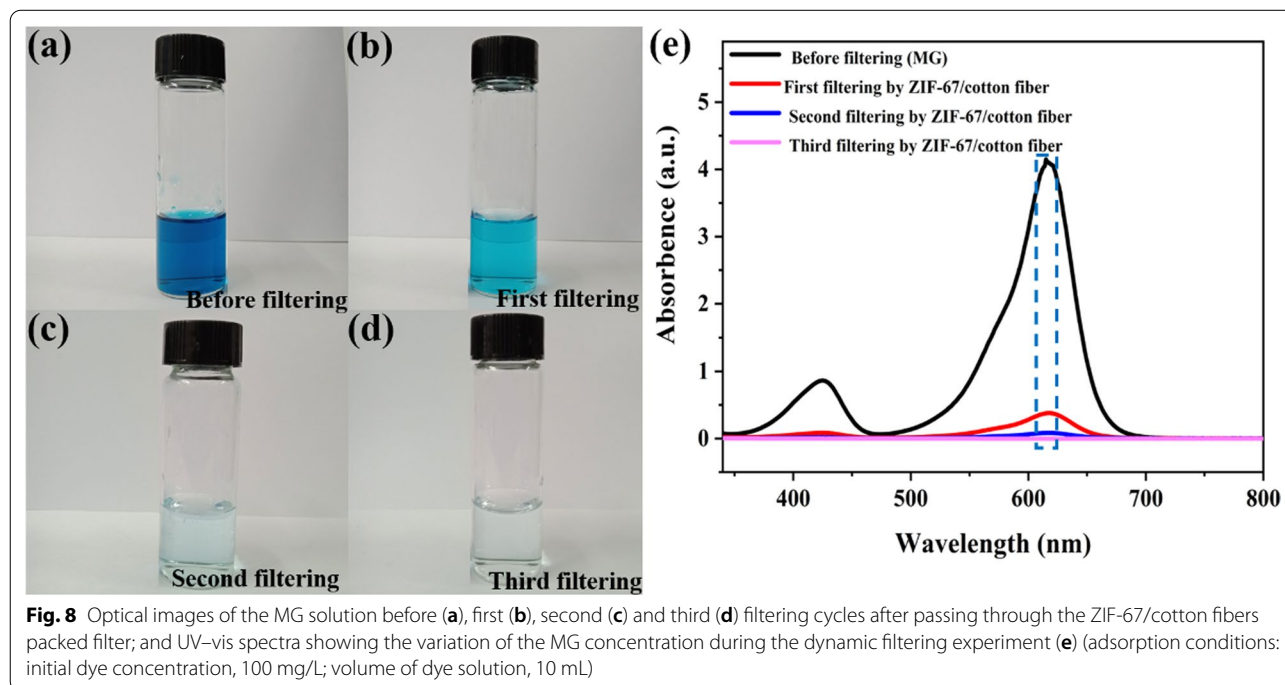 (a)
Before filtering
(b)
First filtering
(c)
Second filtering
(d)
Third filtering
(e)
Before filtering (MG)
First filtering by ZIF-67/cotton fiber
Second filtering by ZIF-67/cotton fiber
Third filtering by ZIF-67/cotton fiber
Absorbence (a.u.)
5
4
3
2
1
0
400 500 600 700 800
Wavelength (nm)
Fig. 8 Optical images of the MG solution before (a), first (b), second (c) and third (d) filtering cycles after passing through the ZIF-67/cotton fibers
packed filter; and UV–vis spectra showing the variation of the MG concentration during the dynamic filtering experiment (e) (adsorption conditions:
initial dye concentration, 100 mg/L; volume of dye solution, 10 mL)